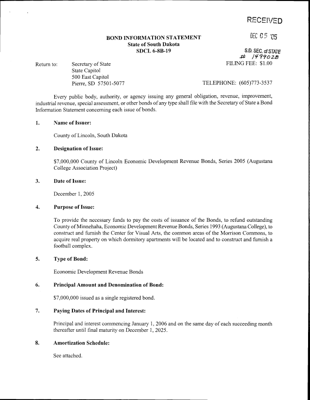 RECEIVED
DEC 05 '05
S.D. SEC. of STATE
BOND INFORMATION STATEMENT
State of South Dakota
SDCL 6-8B-19
Return to: Secretary of State
State Capitol
500 East Capitol
Pierre, SD 57501-5077
FILING FEE: $1.00
TELEPHONE: (605)773-3537
Every public body, authority, or agency issuing any general obligation, revenue, improvement,
industrial revenue, special assessment, or other bonds of any type shall file with the Secretary of State a Bond
Information Statement concerning each issue of bonds.
1. Name of Issuer:
County of Lincoln, South Dakota
2. Designation of Issue:
$7,000,000 County of Lincoln Economic Development Revenue Bonds, Series 2005 (Augustana
College Association Project)
3. Date of Issue:
December 1, 2005
4. Purpose of Issue:
To provide the necessary funds to pay the costs of issuance of the Bonds, to refund outstanding
County of Minnehaha, Economic Development Revenue Bonds, Series 1993 (Augustana College), to
construct and furnish the Center for Visual Arts, the common areas of the Morrison Commons, to
acquire real property on which dormitory apartments will be located and to construct and furnish a
football complex.
5. Type of Bond:
Economic Development Revenue Bonds
6. Principal Amount and Denomination of Bond:
$7,000,000 issued as a single registered bond.
7. Paying Dates of Principal and Interest:
Principal and interest commencing January 1, 2006 and on the same day of each succeeding month
thereafter until final maturity on December 1, 2025.
8. Amortization Schedule:
See attached.